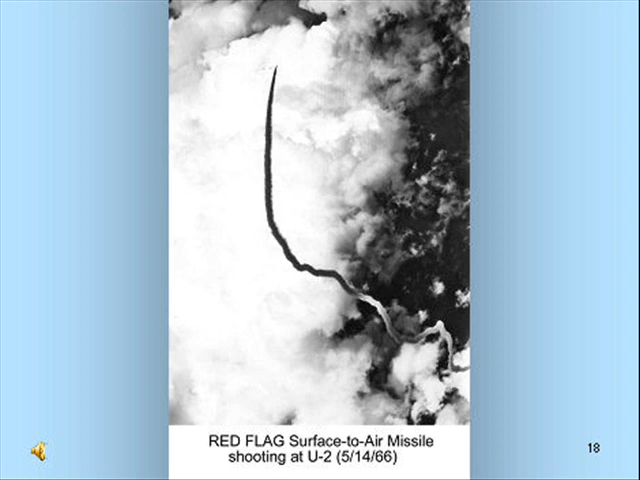 RED FLAG Surface-to-Air Missile
shooting at U-2 (5/14/66)
18